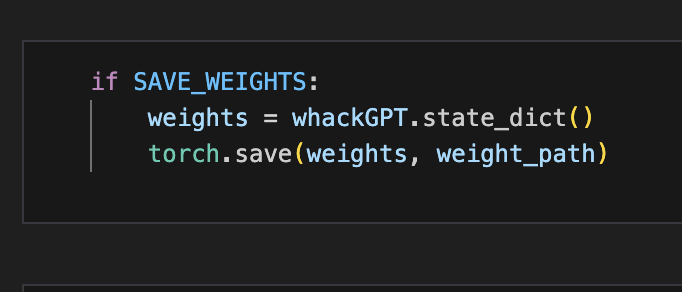 if SAVE_WEIGHTS:
    weights = whackGPT.state_dict()
    torch.save(weights, weight_path)